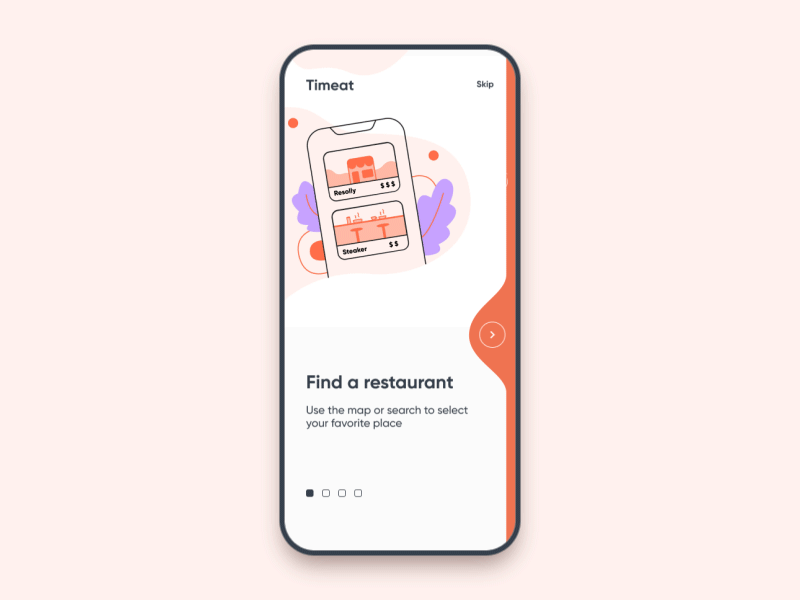 Timeat
Skip
Resolly
$ $ $
Steaker
$ $
Find a restaurant
Use the map or search to select
your favorite place